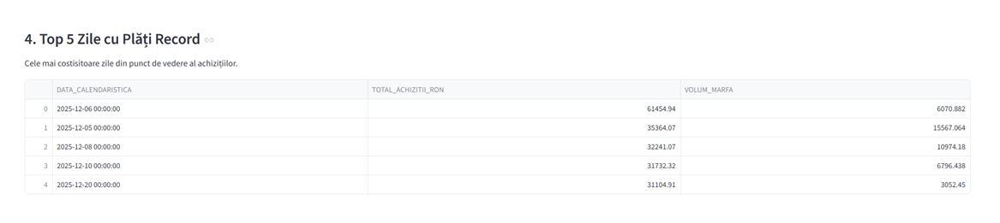 4. Top 5 Zile cu Plăți Record
Cele mai costisitoare zile din punct de vedere al achizițiilor.
DATA_CALENDARISTICA TOTAL_ACHIZITII_RON VOLUM_MARFA
0 2025-12-06 00:00:00 61454.94 6070.882
1 2025-12-05 00:00:00 35364.07 15567.064
2 2025-12-08 00:00:00 32241.07 10974.18
3 2025-12-10 00:00:00 31732.32 6796.438
4 2025-12-20 00:00:00 31104.91 3052.45